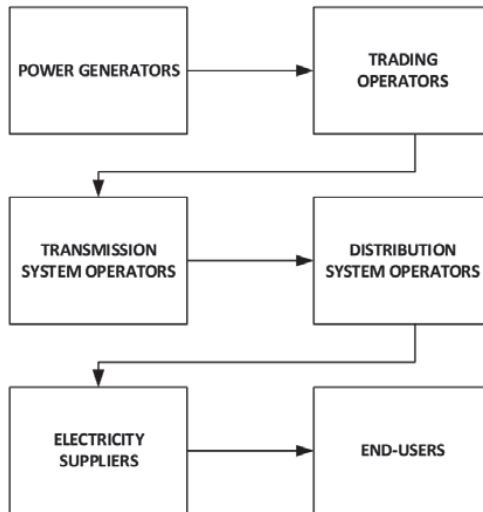 POWER GENERATORS
TRADING
OPERATORS
TRANSMISSION
SYSTEM OPERATORS
DISTRIBUTION
SYSTEM OPERATORS
ELECTRICITY
SUPPLIERS
END-USERS